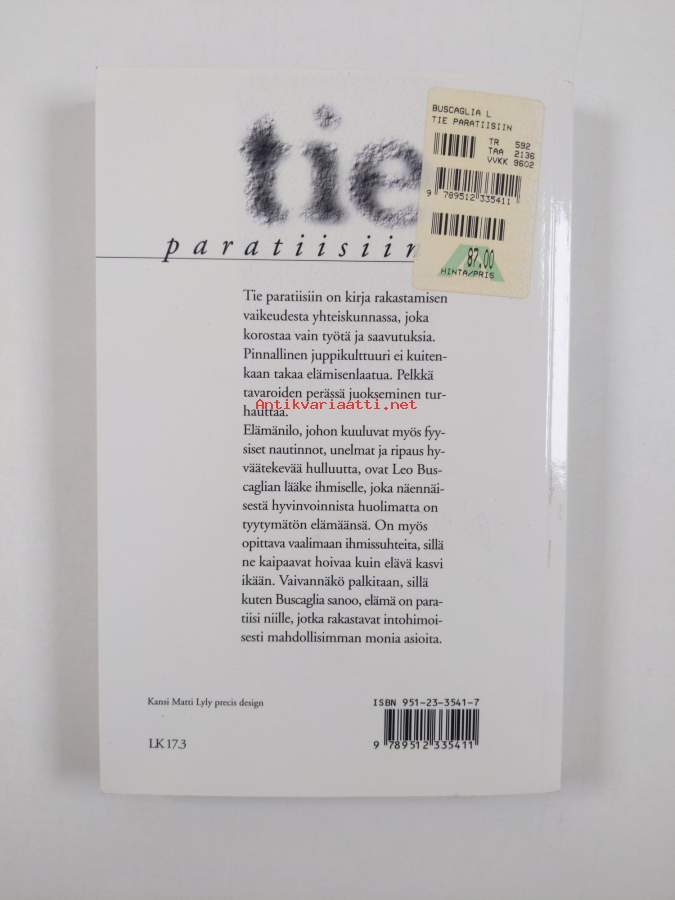 tie
paratiisiin
BUSCAGLIA L
TIE PARATIISIIN
TR 592
TAA 2136
VVKK 9602
9 789512 335411
87,00
HINTA/PRIS
Tie paratiisiin on kirja rakastamisen
vaikeudesta yhteiskunnassa, joka
korostaa vain työtä ja saavutuksia.
Pinnallinen juppikulttuuri ei kuiten-
kaan takaa elämisenlaatua. Pelkkä
tavaroiden perässä juokseminen tur-
hauttaa.
Antikvariaatti.net
Elämänilo, johon kuuluvat myös fyy-
siset nautinnot, unelmat ja ripaus hy-
väätekevää hulluutta, ovat Leo Bus-
caglian lääke ihmiselle, joka näennäi-
sestä hyvinvoinnista huolimatta on
tyytymätön elämäänsä. On myös
opittava vaalimaan ihmissuhteita, sillä
ne kaipaavat hoivaa kuin elävä kasvi
ikään. Vaivannäkö palkitaan, sillä
kuten Buscaglia sanoo, elämä on para-
tiisi niille, jotka rakastavat intohimoi-
sesti mahdollisimman monia asioita.
Kansi Matti Lyly precis design
LK 17.3
ISBN 951-23-3541-7
9 789512 335411